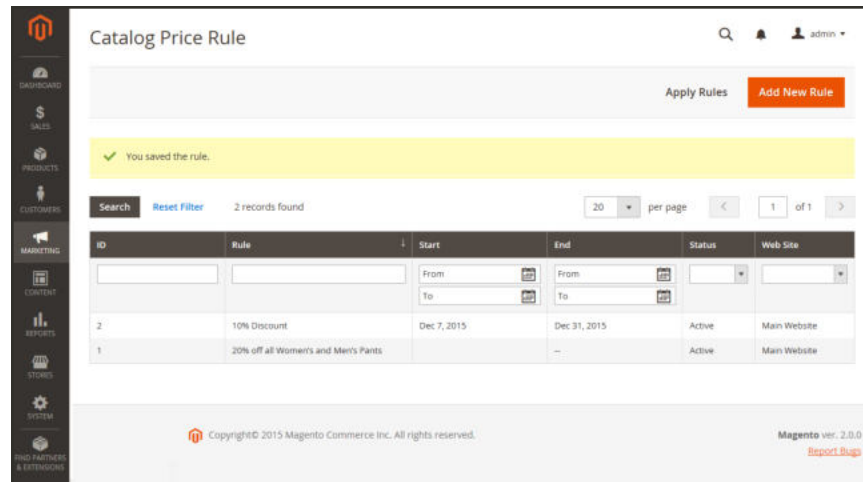 Catalog Price Rule
admin
Apply Rules
Add New Rule
You saved the rule.
Search Reset Filter 2 records found 20 per page 1 of 1
ID Rule Start End Status Web Site
From From
To To
2 10% Discount Dec 7, 2015 Dec 31, 2015 Active Main Website
1 20% off all Women's and Men's Pants -- Active Main Website
Copyright© 2015 Magento Commerce Inc. All rights reserved.
Magento ver. 2.0.0
Report Bugs
DASHBOARD
$
SALES
PRODUCTS
CUSTOMERS
MARKETING
CONTENT
REPORTS
STORES
SYSTEM
FIND PARTNERS
& EXTENSIONS